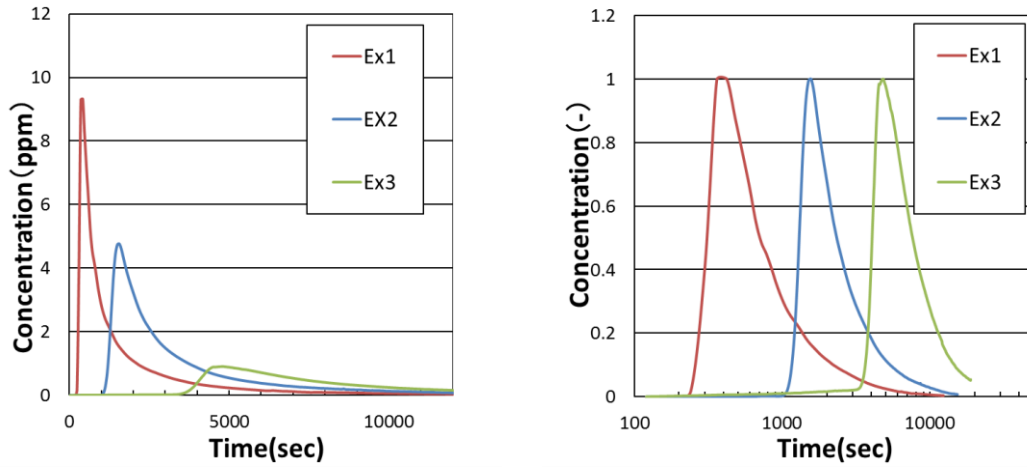 12
10
8
6
4
2
0
Concentration(ppm)
Ex1
EX2
Ex3
0 5000 10000
Time(sec)
1.2
1
0.8
0.6
0.4
0.2
0
Concentration(-)
Ex1
Ex2
Ex3
100 1000 10000
Time(sec)